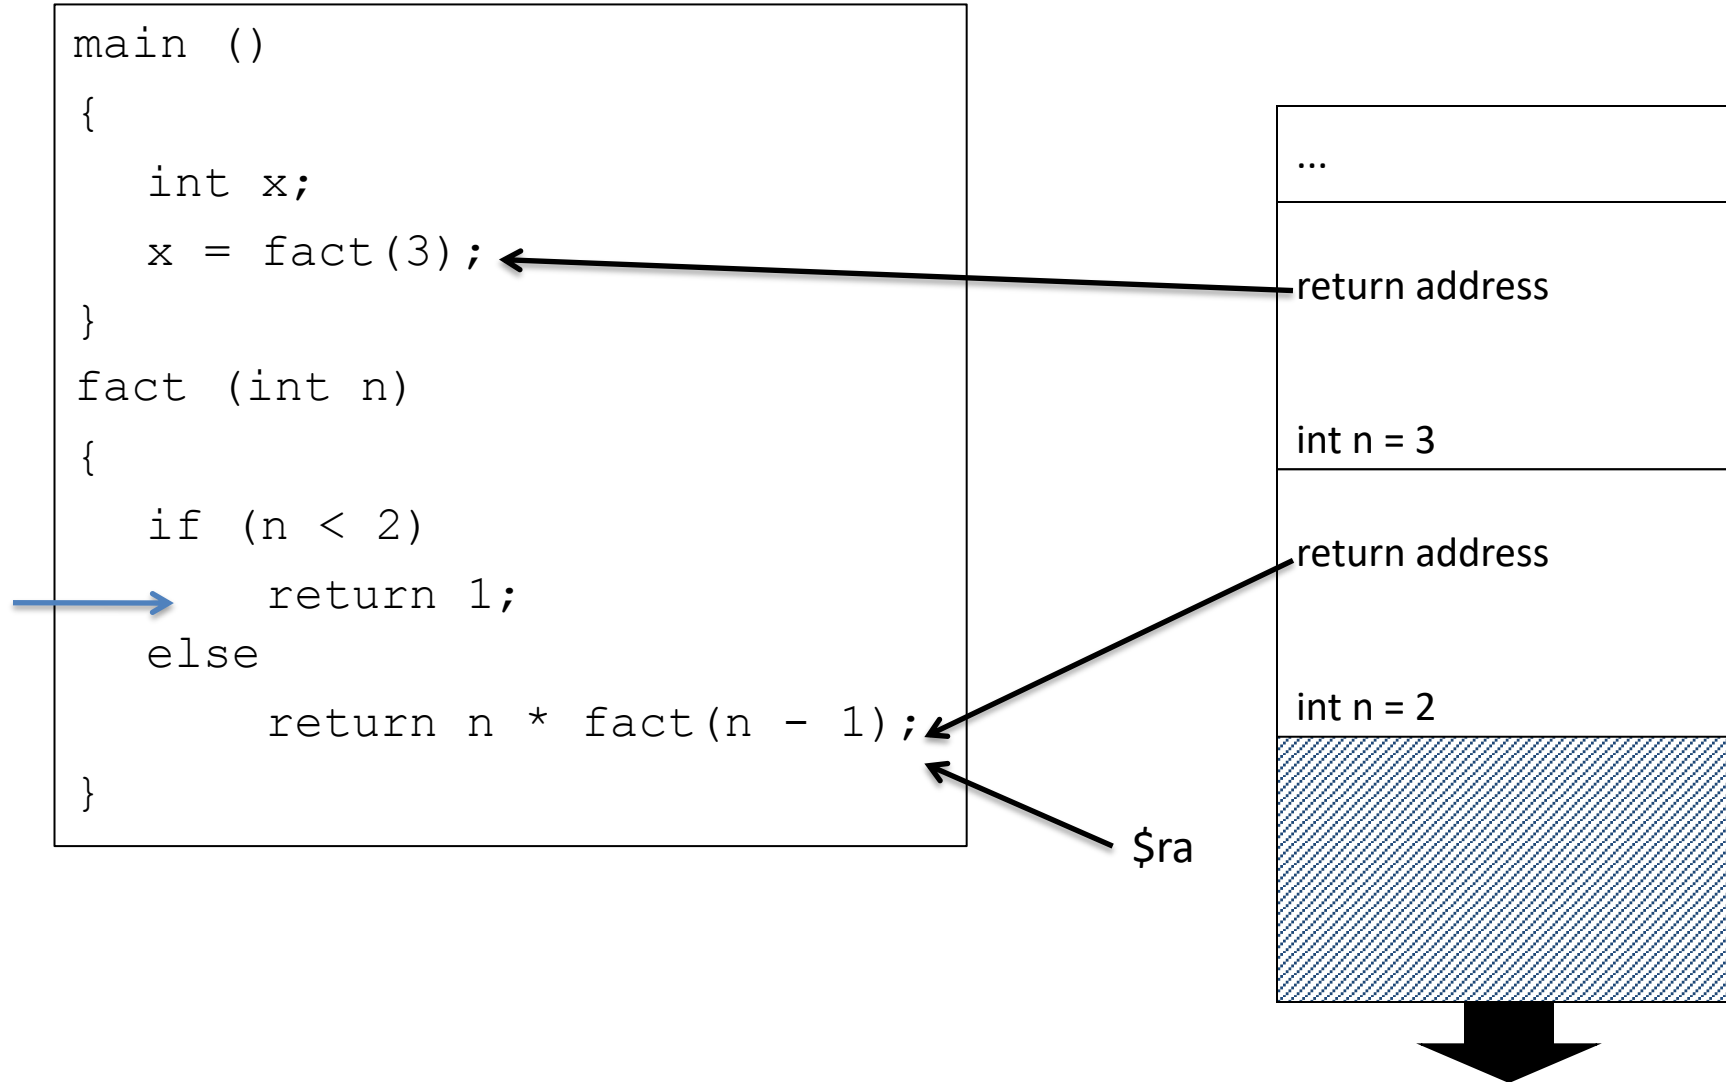 main ()
{
int x;
x = fact(3);
}
fact (int n)
{
if (n < 2)
return 1;
else
return n * fact(n - 1);
}
$ra
...
return address
int n = 3
return address
int n = 2